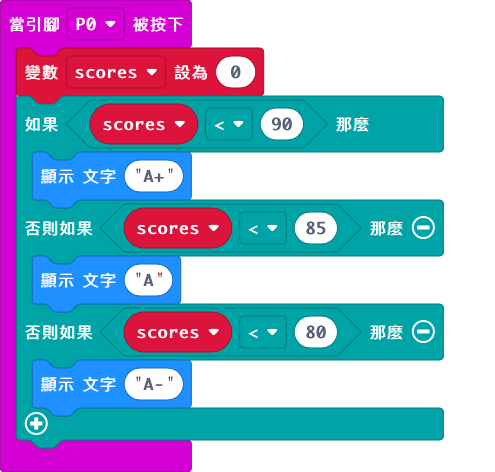 當引腳 P0 被按下
變數 scores 設為 0
如果 scores < 90 那麼
顯示 文字 "A+"
否則如果 scores < 85 那麼
顯示 文字 "A"
否則如果 scores < 80 那麼
顯示 文字 "A-"